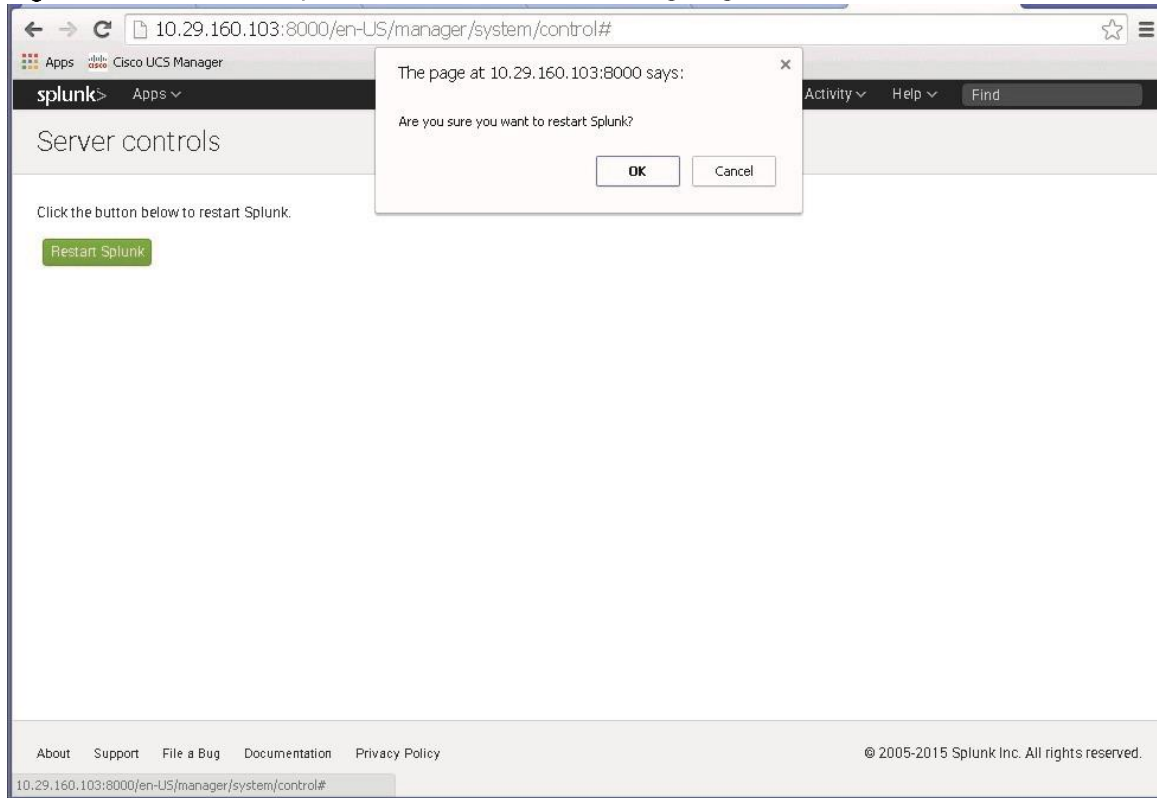 10.29.160.103:8000/en-US/manager/system/control#
Apps Cisco UCS Manager
The page at 10.29.160.103:8000 says:
Are you sure you want to restart Splunk?
OK Cancel
splunk> Apps Activity Help Find
Server controls
Click the button below to restart Splunk.
Restart Splunk
About Support File a Bug Documentation Privacy Policy © 2005-2015 Splunk Inc. All rights reserved.
10.29.160.103:8000/en-US/manager/system/control#